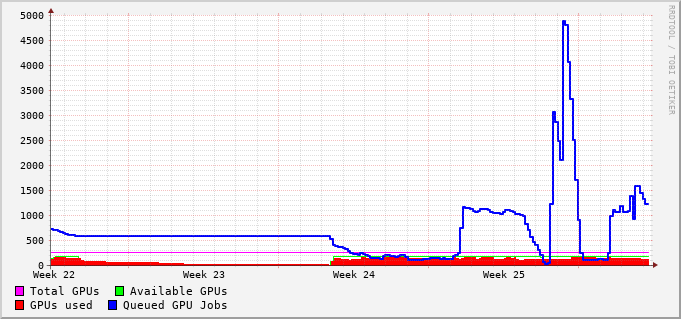 5000
4500
4000
3500
3000
2500
2000
1500
1000
500
0
Week 22 Week 23 Week 24 Week 25
Total GPUs Available GPUs
GPUs used Queued GPU Jobs
RRDTOOL / TOBI OETIKER